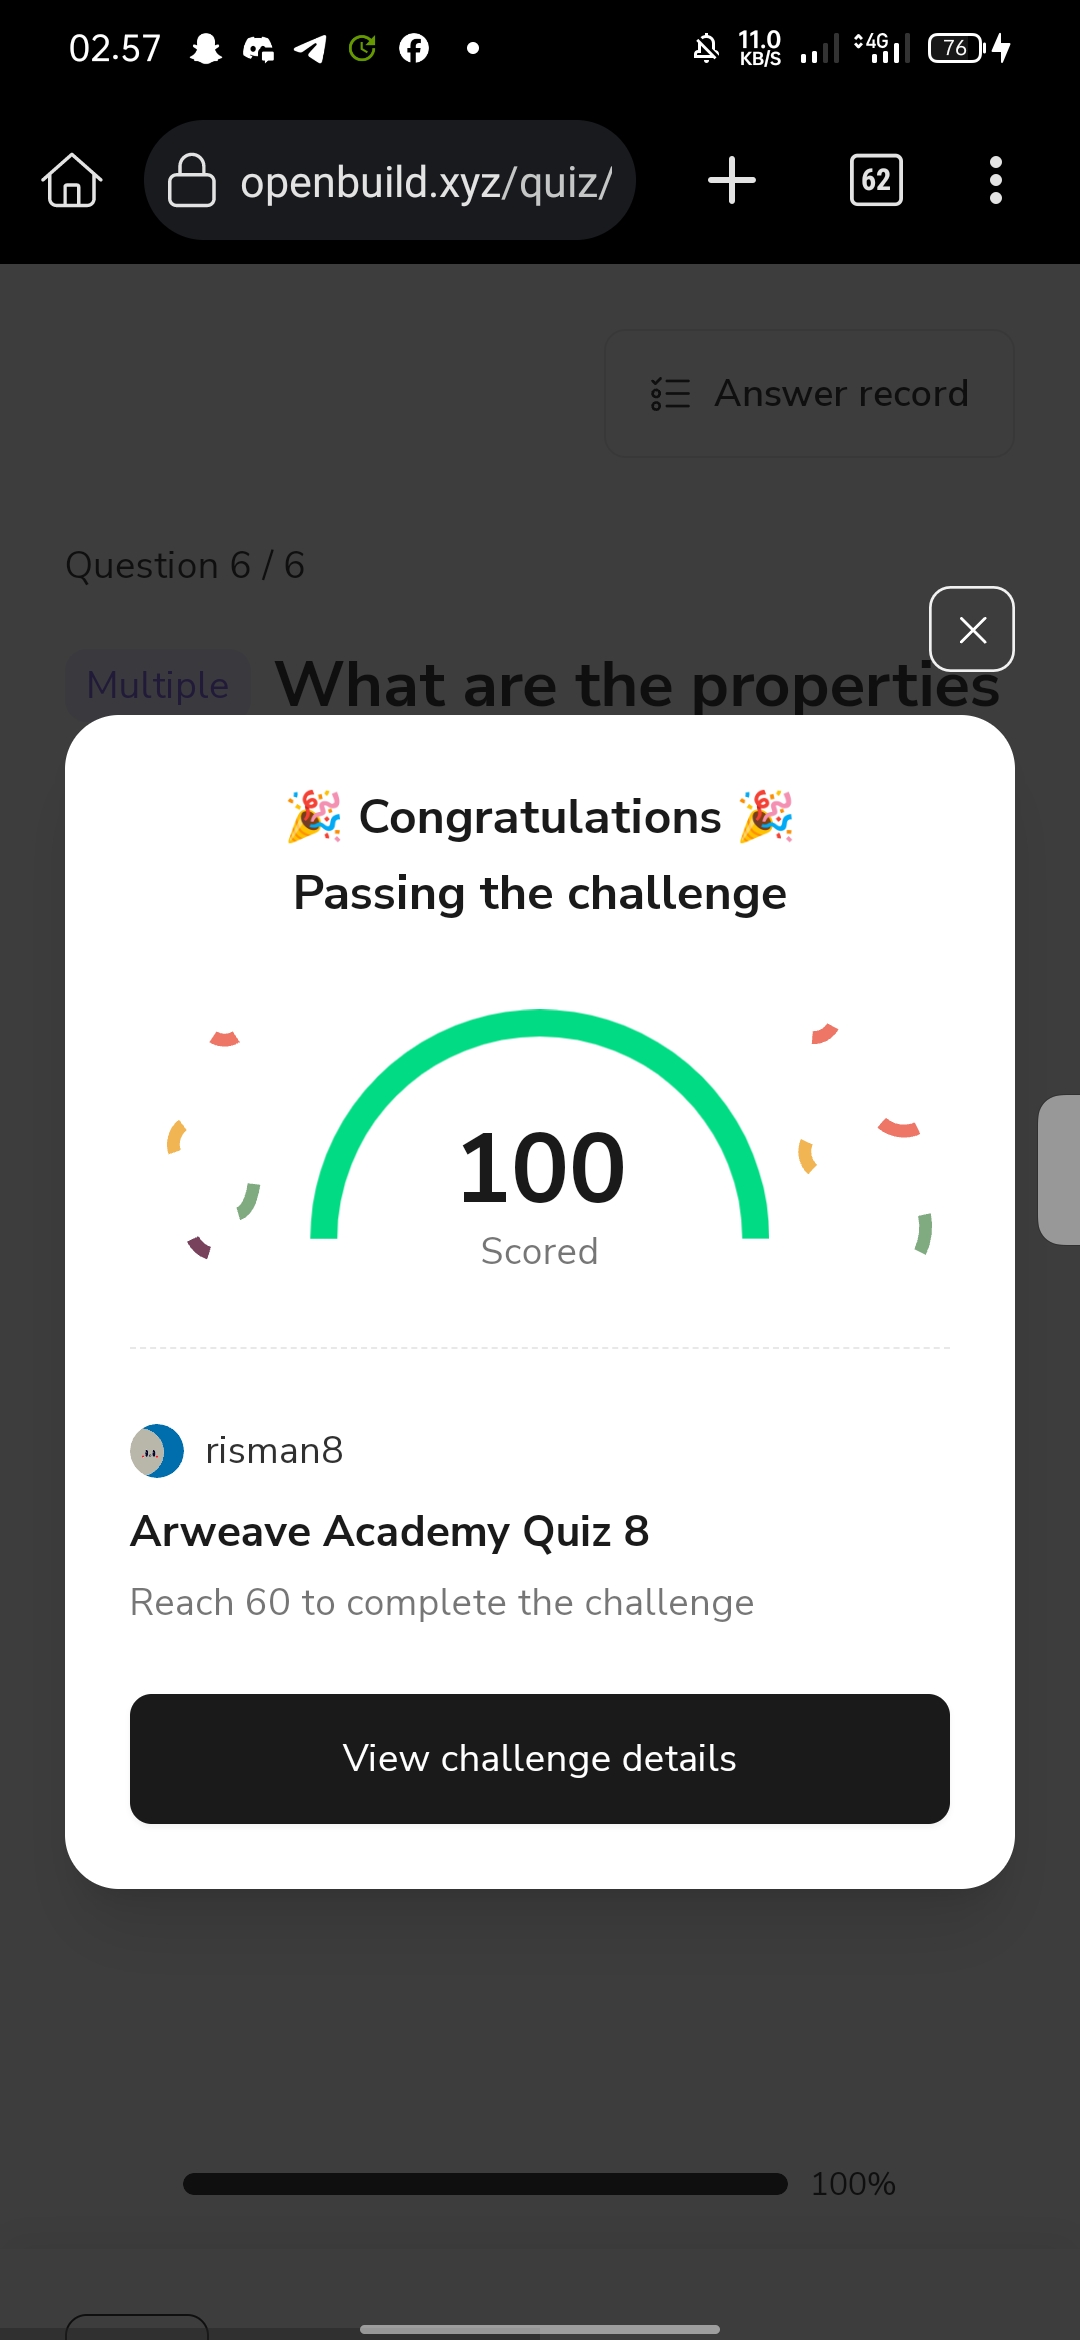 02.57
11.0
KB/S
4G
76
openbuild.xyz/quiz/
62
Answer record
Question 6 / 6
Multiple What are the properties
🎉 Congratulations 🎉
Passing the challenge
100
Scored
risman8
Arweave Academy Quiz 8
Reach 60 to complete the challenge
View challenge details
100%